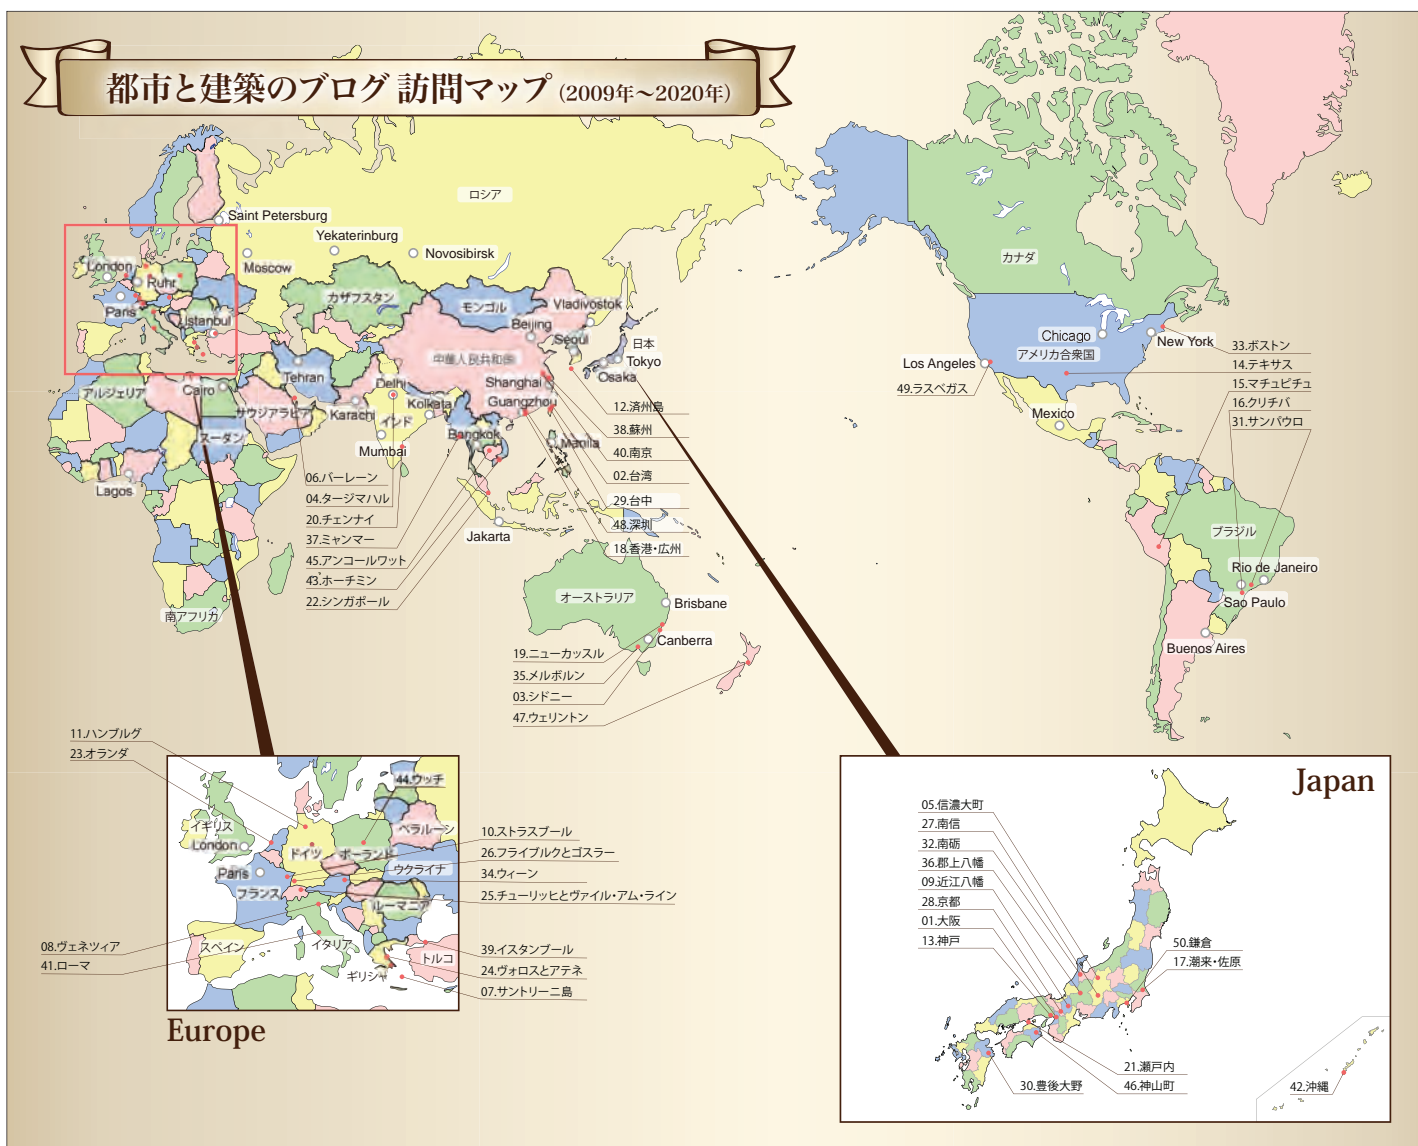 都市と建築のブログ 訪問マップ (2009年～2020年)
ロシア
Saint Petersburg
Yekaterinburg
Novosibirsk
Moscow
London
Ruhr
Paris
Istanbul
カザフスタン
モンゴル
Vladivostok
Beijing
Seoul
日本
Tokyo
Osaka
中華人民共和国
Shanghai
Guangzhou
Tehran
Delhi
Karachi
Kolkata
Cairo
アルジェリア
サウジアラビア
スーダン
インド
Mumbai
Bangkok
Manila
Lagos
Jakarta
南アフリカ
オーストラリア
Brisbane
Canberra
カナダ
Chicago
New York
アメリカ合衆国
Los Angeles
Mexico
ブラジル
Rio de Janeiro
Sao Paulo
Buenos Aires
33.ボストン
14.テキサス
15.マチュピチュ
16.クリチバ
31.サンパウロ
49.ラスベガス
12.済州島
38.蘇州
40.南京
02.台湾
29.台中
48.深圳
18.香港・広州
06.バーレーン
04.タージマハル
20.チェンナイ
37.ミャンマー
45.アンコールワット
43.ホーチミン
22.シンガポール
19.ニューカッスル
35.メルボルン
03.シドニー
47.ウェリントン
11.ハンブルグ
23.オランダ
44.ウッチ
イギリス
London
Paris
フランス
ドイツ
ポーランド
ベラルーシ
ウクライナ
ルーマニア
スペイン
イタリア
ギリシャ
トルコ
10.ストラスブール
26.フライブルクとゴスラー
34.ウィーン
25.チューリッヒとヴァイル・アム・ライン
08.ヴェネツィア
41.ローマ
39.イスタンブール
24.ヴォロスとアテネ
07.サントリーニ島
Europe
Japan
05.信濃大町
27.南信
32.南砺
36.郡上八幡
09.近江八幡
28.京都
01.大阪
13.神戸
50.鎌倉
17.潮来・佐原
21.瀬戸内
46.神山町
30.豊後大野
42.沖縄